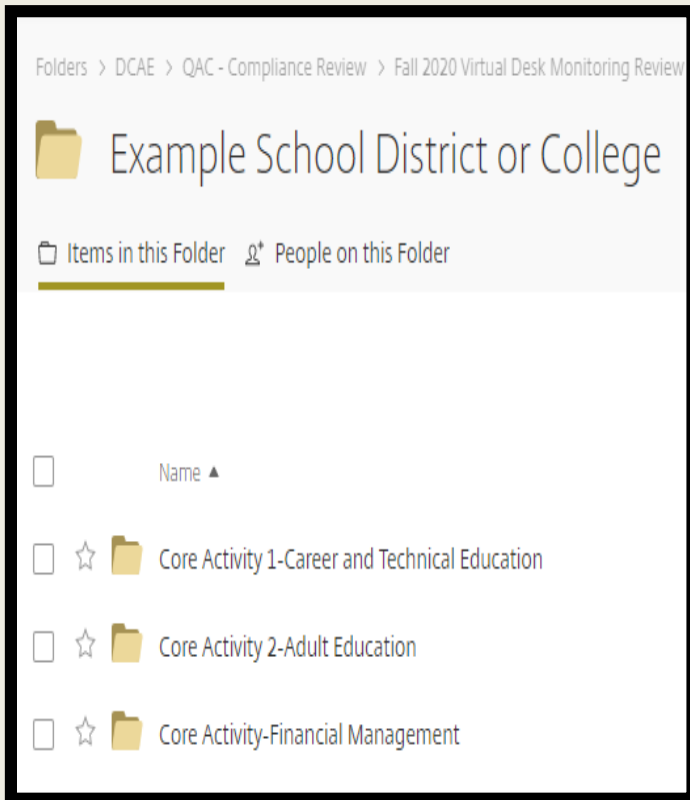 Folders > DCAE > QAC - Compliance Review > Fall 2020 Virtual Desk Monitoring Review
Example School District or College
Items in this Folder People on this Folder
Name ▲
Core Activity 1-Career and Technical Education
Core Activity 2-Adult Education
Core Activity-Financial Management